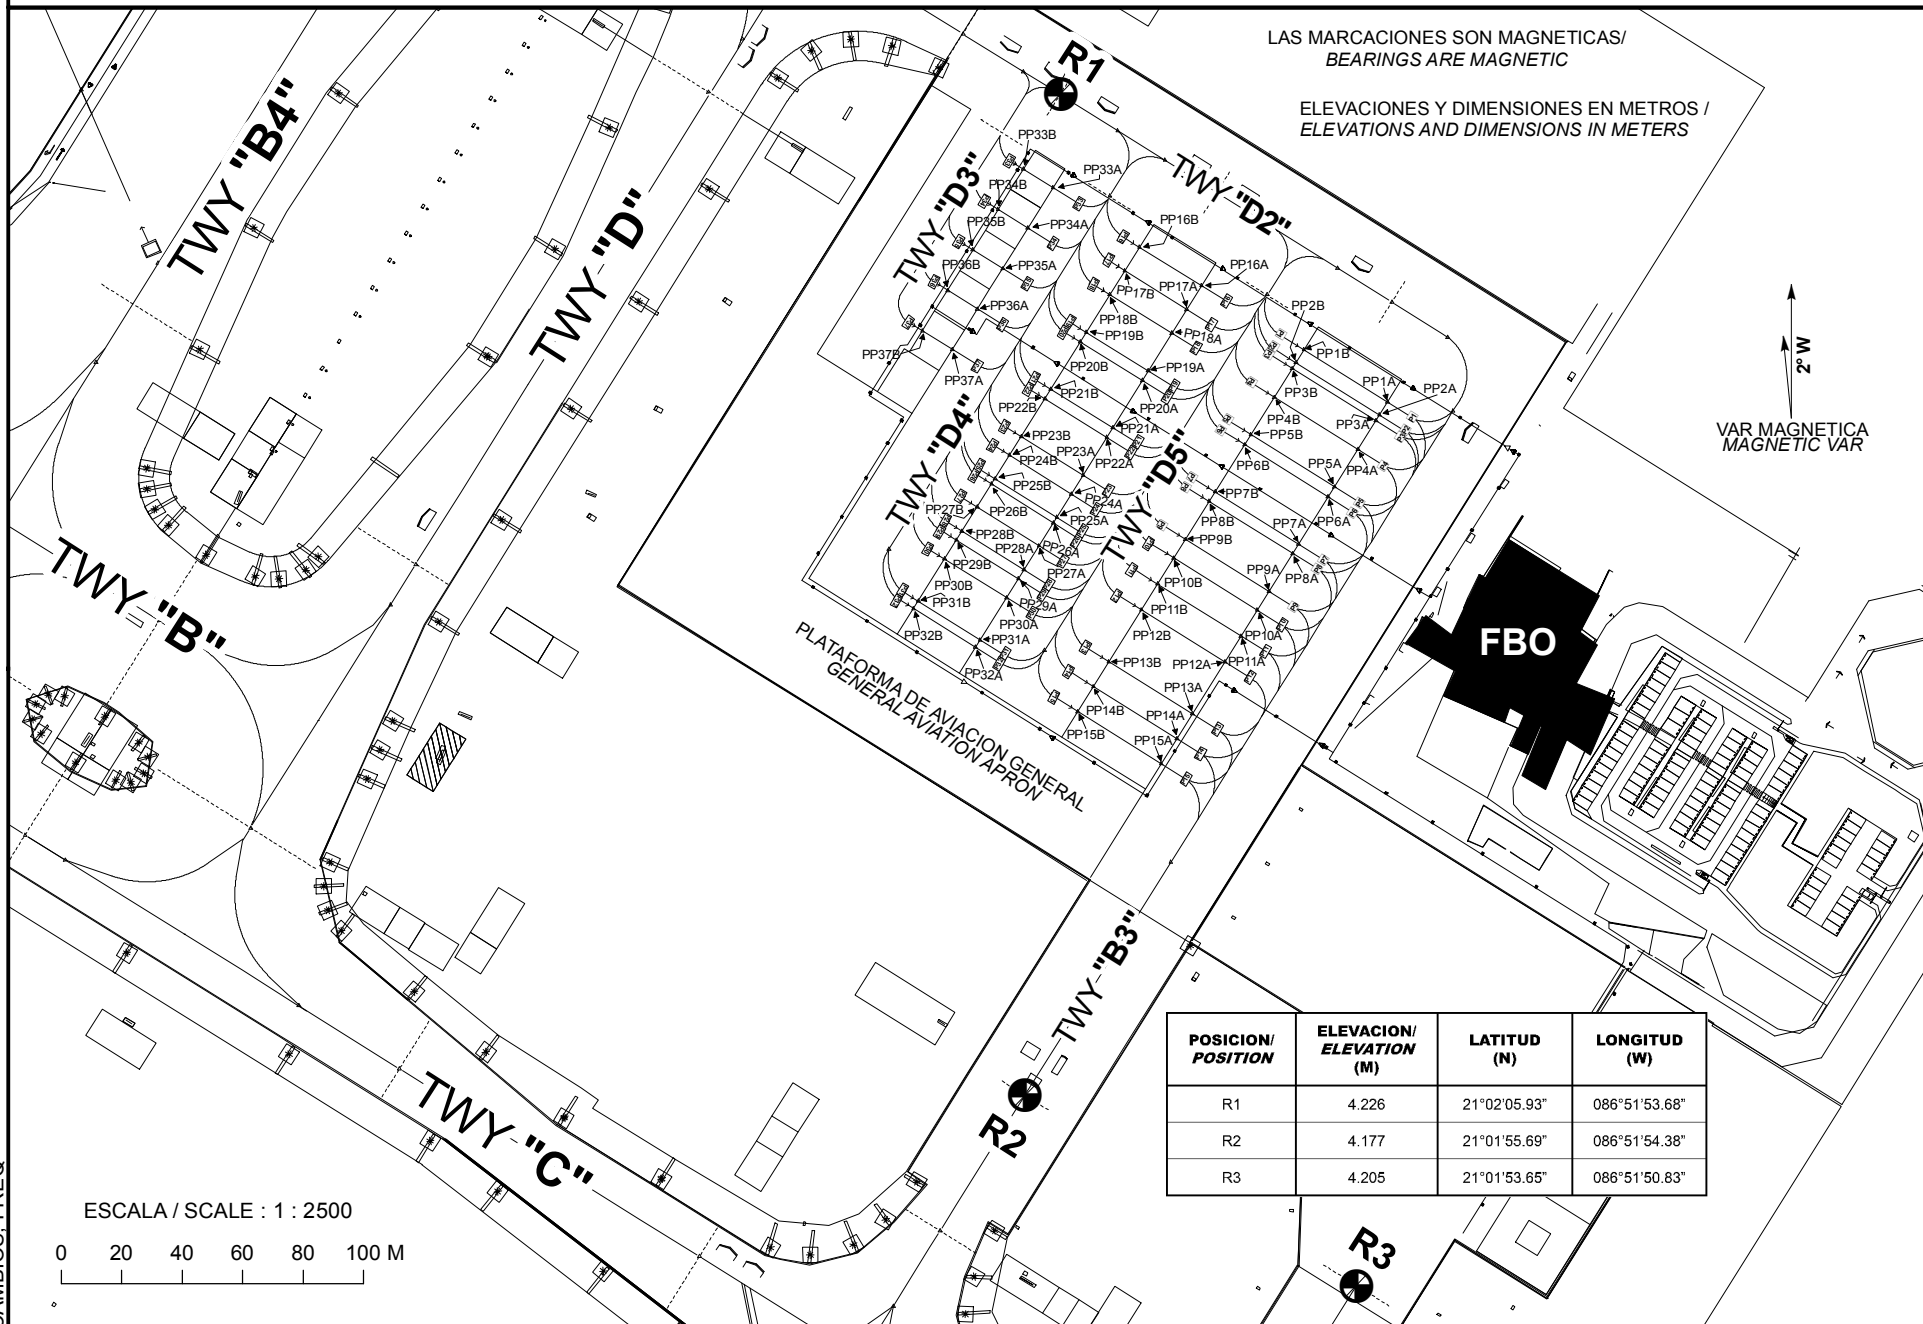 LAS MARCACIONES SON MAGNETICAS/
BEARINGS ARE MAGNETIC
ELEVACIONES Y DIMENSIONES EN METROS /
ELEVATIONS AND DIMENSIONS IN METERS
R1
TWY "B4"
TWY "D"
TWY "D3"
TWY "D2"
TWY "D4"
TWY "D5"
TWY "B"
TWY "B3"
TWY "C"
PP33B
PP33A
PP34B
PP34A
PP35B
PP35A
PP36B
PP36A
PP37B
PP37A
PP16B
PP16A
PP17B
PP17A
PP18B
PP18A
PP19B
PP19A
PP20B
PP20A
PP21B
PP21A
PP22B
PP22A
PP23B
PP23A
PP24B
PP24A
PP25B
PP25A
PP26B
PP26A
PP27B
PP27A
PP28B
PP28A
PP29B
PP29A
PP30B
PP30A
PP31B
PP31A
PP32B
PP32A
PP1B
PP1A
PP2B
PP2A
PP3B
PP3A
PP4B
PP4A
PP5B
PP5A
PP6B
PP6A
PP7B
PP7A
PP8B
PP8A
PP9B
PP9A
PP10B
PP10A
PP11B
PP11A
PP12B
PP12A
PP13B
PP13A
PP14B
PP14A
PP15B
PP15A
2° W
VAR MAGNETICA
MAGNETIC VAR
FBO
PLATAFORMA DE AVIACION GENERAL
GENERAL AVIATION APRON
R2
R3
POSICION/ POSITION ELEVACION/ ELEVATION (M) LATITUD (N) LONGITUD (W)
R1 4.226 21°02'05.93" 086°51'53.68"
R2 4.177 21°01'55.69" 086°51'54.38"
R3 4.205 21°01'53.65" 086°51'50.83"
ESCALA / SCALE : 1 : 2500
0 20 40 60 80 100 M